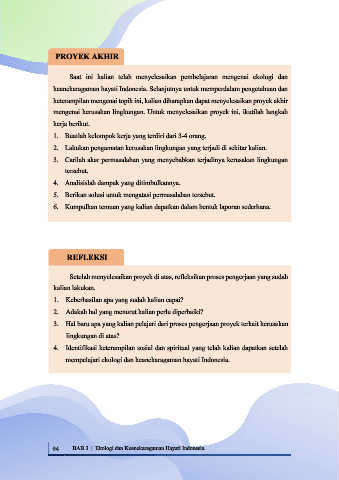 PROYEK AKHIR
Saat ini kalian telah menyelesaikan pembelajaran mengenai ekologi dan
keanekaragaman hayati Indonesia. Selanjutnya untuk memperdalam pengetahuan dan
keterampilan mengenai topik ini, kalian diharapkan dapat menyelesaikan proyek akhir
mengenai kerusakan lingkungan. Untuk menyelesaikan proyek ini, ikutilah langkah
kerja berikut.
1. Buatlah kelompok kerja yang terdiri dari 3-4 orang.
2. Lakukan pengamatan kerusakan lingkungan yang terjadi di sekitar kalian.
3. Carilah akar permasalahan yang menyebabkan terjadinya kerusakan lingkungan
tersebut.
4. Analisislah dampak yang ditimbulkannya.
5. Berikan solusi untuk mengatasi permasalahan tersebut.
6. Kumpulkan temuan yang kalian dapatkan dalam bentuk laporan sederhana.
REFLEKSI
Setelah menyelesaikan proyek di atas, refleksikan proses pengerjaan yang sudah
kalian lakukan.
1. Keberhasilan apa yang sudah kalian capai?
2. Adakah hal yang menurut kalian perlu diperbaiki?
3. Hal baru apa yang kalian pelajari dari proses pengerjaan proyek terkait kerusakan
lingkungan di atas?
4. Identifikasi keterampilan sosial dan spiritual yang telah kalian dapatkan setelah
mempelajari ekologi dan keanekaragaman hayati Indonesia.
94 BAB 3 | Ekologi dan Keanekaragaman Hayati Indonesia